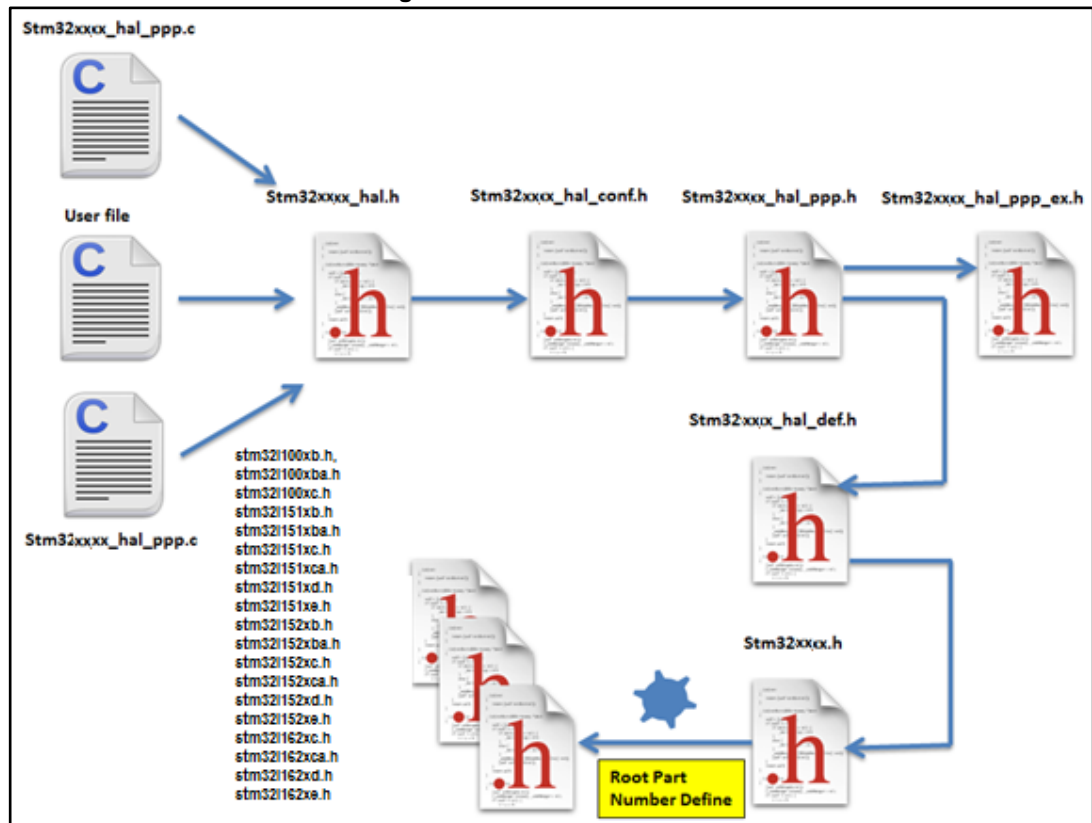 Stm32xxxx_hal_ppp.c
User file
Stm32xxxx_hal.h
Stm32xxxx_hal_conf.h
Stm32xxxx_hal_ppp.h
Stm32xxxx_hal_ppp_ex.h
Stm32xxxx_hal_def.h
Stm32xxxx_hal_ppp.c
stm32l100xb.h,
stm32l100xba.h
stm32l100xc.h
stm32l151xb.h
stm32l151xba.h
stm32l151xc.h
stm32l151xca.h
stm32l151xd.h
stm32l151xe.h
stm32l152xb.h
stm32l152xba.h
stm32l152xc.h
stm32l152xca.h
stm32l152xd.h
stm32l152xe.h
stm32l162xc.h
stm32l162xca.h
stm32l162xd.h
stm32l162xe.h
Stm32xxxx.h
Root Part
Number Define
C
C
C
.h
.h
.h
.h
.h
.h
.h
.h
.h